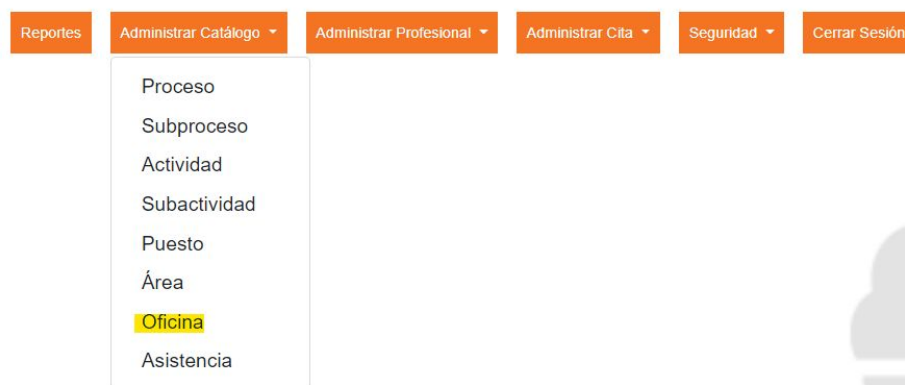 Reportes Administrar Catálogo Administrar Profesional Administrar Cita Seguridad Cerrar Sesión
Proceso
Subproceso
Actividad
Subactividad
Puesto
Área
Oficina
Asistencia